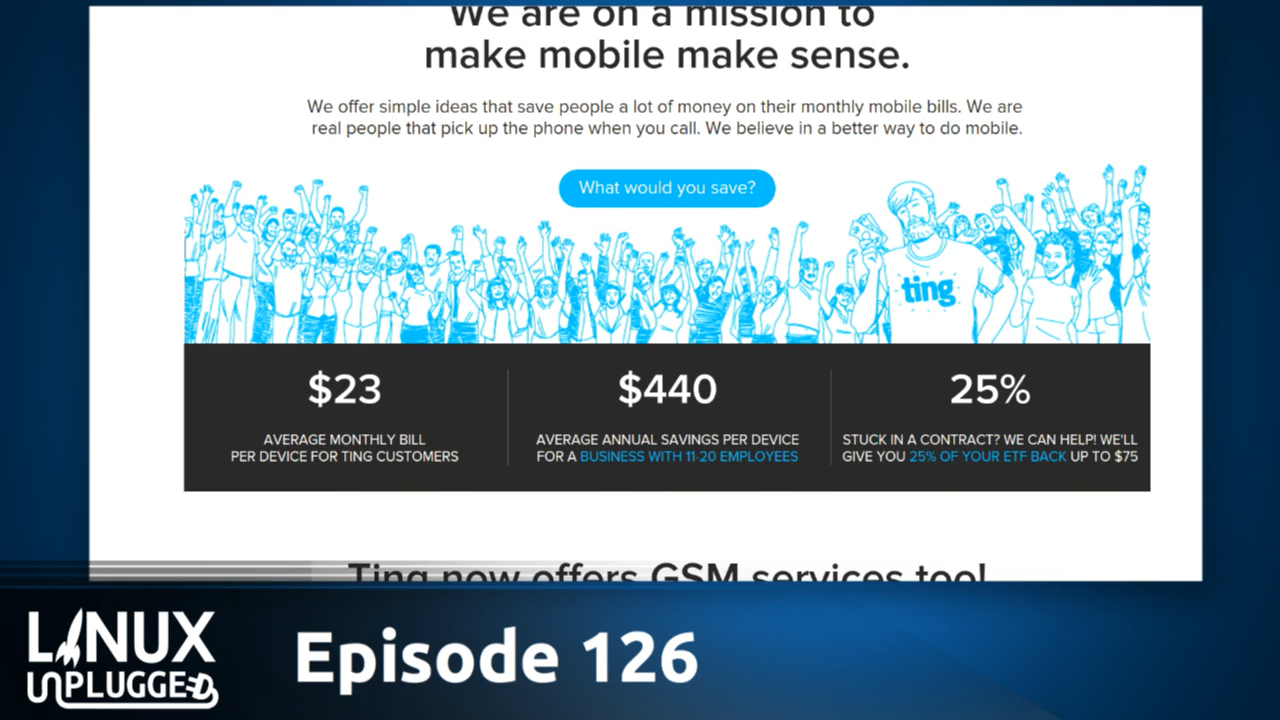 We are on a mission to
make mobile make sense.
We offer simple ideas that save people a lot of money on their monthly mobile bills. We are
real people that pick up the phone when you call. We believe in a better way to do mobile.
What would you save?
ting
$23
AVERAGE MONTHLY BILL
PER DEVICE FOR TING CUSTOMERS
$440
AVERAGE ANNUAL SAVINGS PER DEVICE
FOR A BUSINESS WITH 11-20 EMPLOYEES
25%
STUCK IN A CONTRACT? WE CAN HELP! WE'LL
GIVE YOU 25% OF YOUR ETF BACK UP TO $75
Ting now offers GSM services too!
LINUX
UNPLUGGED
Episode 126